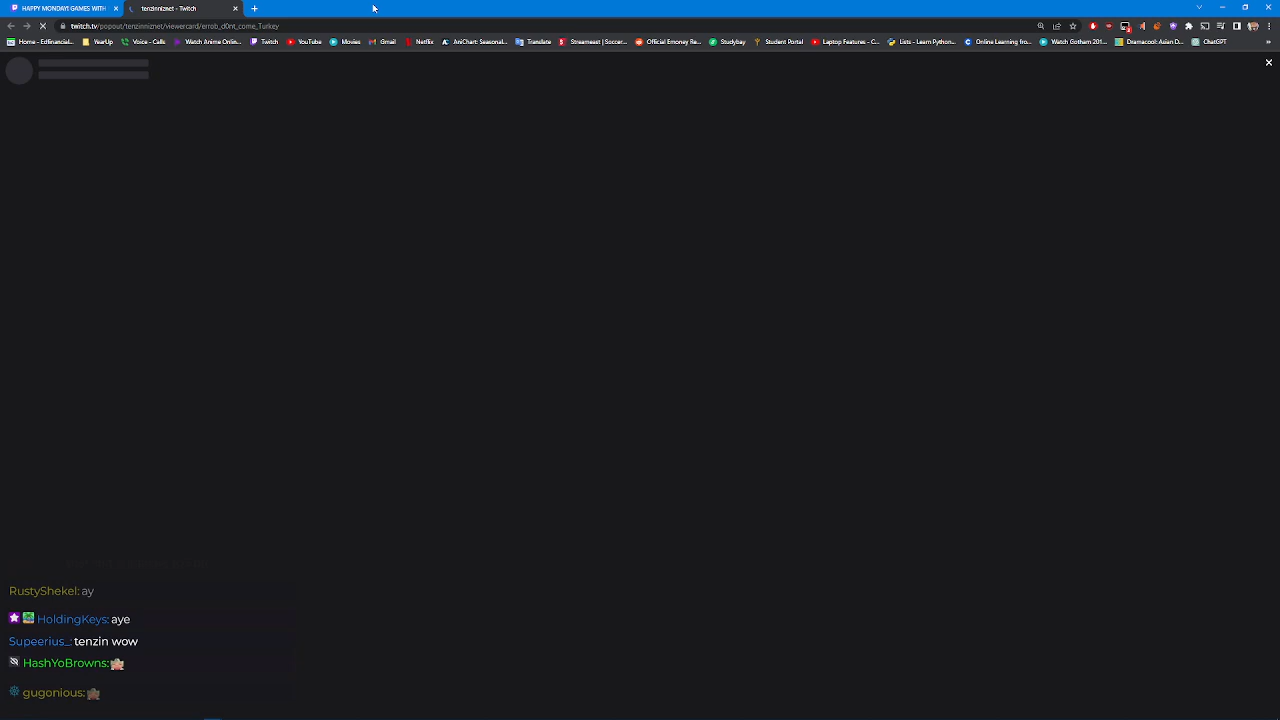 HAPPY MONDAY! GAMES WITH
tenzinniznet - Twitch
twitch.tv/popout/tenzinniznet/viewercard/errob_d0nt_come_Turkey
Home - Edfinancial...
YearUp
Voice - Calls
Watch Anime Online...
Twitch
YouTube
Movies
Gmail
Netflix
AniChart: Seasonal...
Translate
Streameast | Soccer...
Official Emoney Re...
Studybay
Student Portal
Laptop Features - C...
Lists - Learn Python...
Online Learning fro...
Watch Gotham 201...
Dramacool: Asian D...
ChatGPT
RustyShekel: ay
HoldingKeys: aye
Supeerius_: tenzin wow
HashYoBrowns:
gugonious: